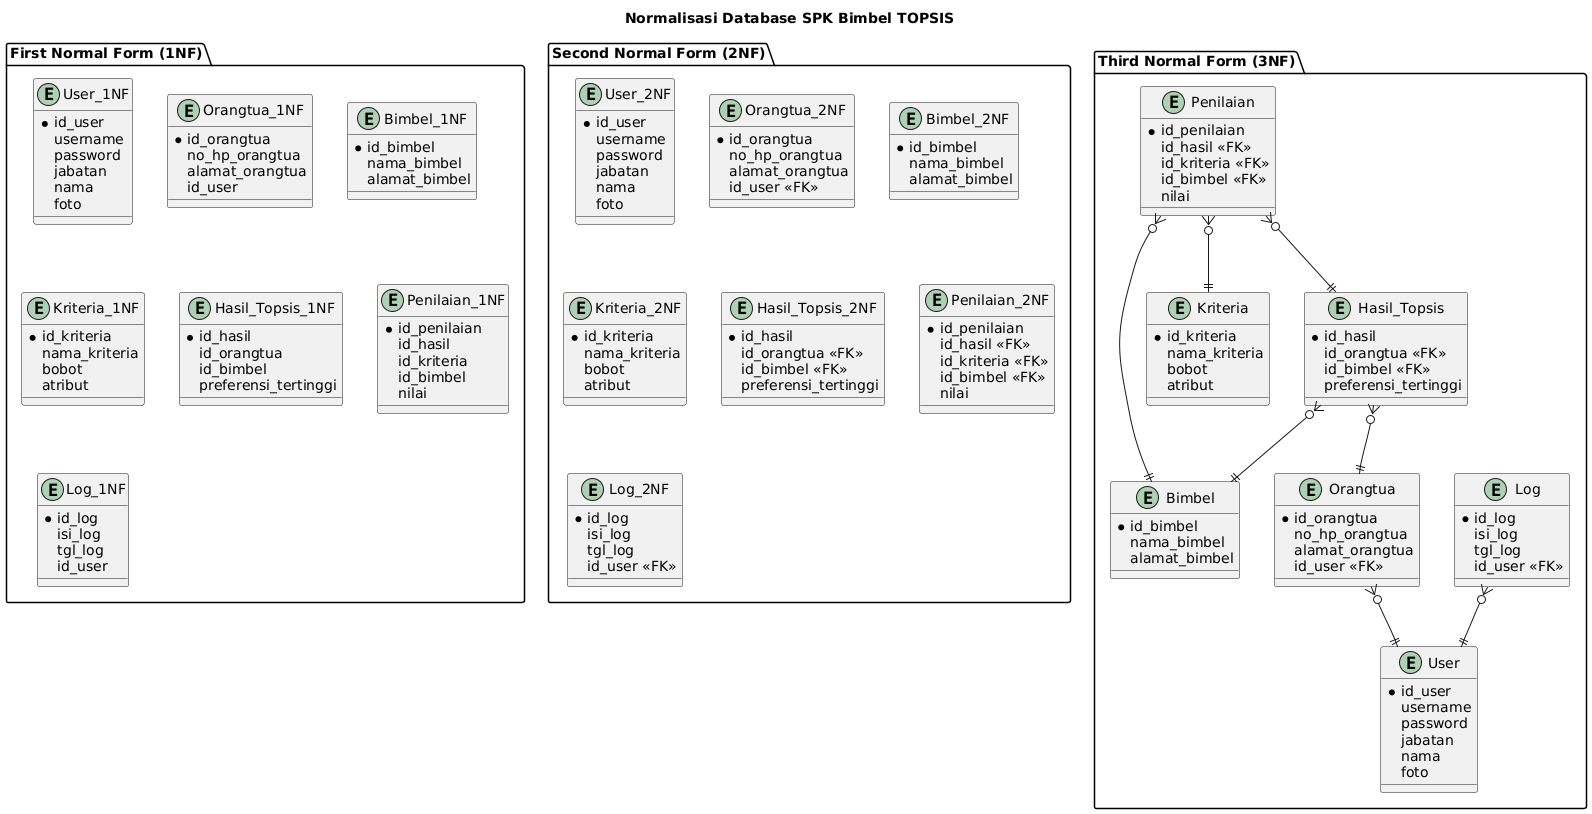 Normalisasi Database SPK Bimbel TOPSIS
First Normal Form (1NF)
E User_1NF
id_user
username
password
jabatan
nama
foto
E Orangtua_1NF
id_orangtua
no_hp_orangtua
alamat_orangtua
id_user
E Bimbel_1NF
id_bimbel
nama_bimbel
alamat_bimbel
E Kriteria_1NF
id_kriteria
nama_kriteria
bobot
atribut
E Hasil_Topsis_1NF
id_hasil
id_orangtua
id_bimbel
preferensi_tertinggi
E Penilaian_1NF
id_penilaian
id_hasil
id_kriteria
id_bimbel
nilai
E Log_1NF
id_log
isi_log
tgl_log
id_user
Second Normal Form (2NF)
E User_2NF
id_user
username
password
jabatan
nama
foto
E Orangtua_2NF
id_orangtua
no_hp_orangtua
alamat_orangtua
id_user «FK»
E Bimbel_2NF
id_bimbel
nama_bimbel
alamat_bimbel
E Kriteria_2NF
id_kriteria
nama_kriteria
bobot
atribut
E Hasil_Topsis_2NF
id_hasil
id_orangtua «FK»
id_bimbel «FK»
preferensi_tertinggi
E Penilaian_2NF
id_penilaian
id_hasil «FK»
id_kriteria «FK»
id_bimbel «FK»
nilai
E Log_2NF
id_log
isi_log
tgl_log
id_user «FK»
Third Normal Form (3NF)
E Penilaian
id_penilaian
id_hasil «FK»
id_kriteria «FK»
id_bimbel «FK»
nilai
E Kriteria
id_kriteria
nama_kriteria
bobot
atribut
E Hasil_Topsis
id_hasil
id_orangtua «FK»
id_bimbel «FK»
preferensi_tertinggi
E Bimbel
id_bimbel
nama_bimbel
alamat_bimbel
E Orangtua
id_orangtua
no_hp_orangtua
alamat_orangtua
id_user «FK»
E Log
id_log
isi_log
tgl_log
id_user «FK»
E User
id_user
username
password
jabatan
nama
foto